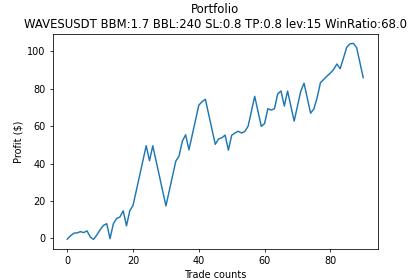 Portfolio
WAVESUSDT BBM:1.7 BBL:240 SL:0.8 TP:0.8 lev:15 WinRatio:68.0
100
80
60
40
20
0
Profit ($)
0 20 40 60 80
Trade counts